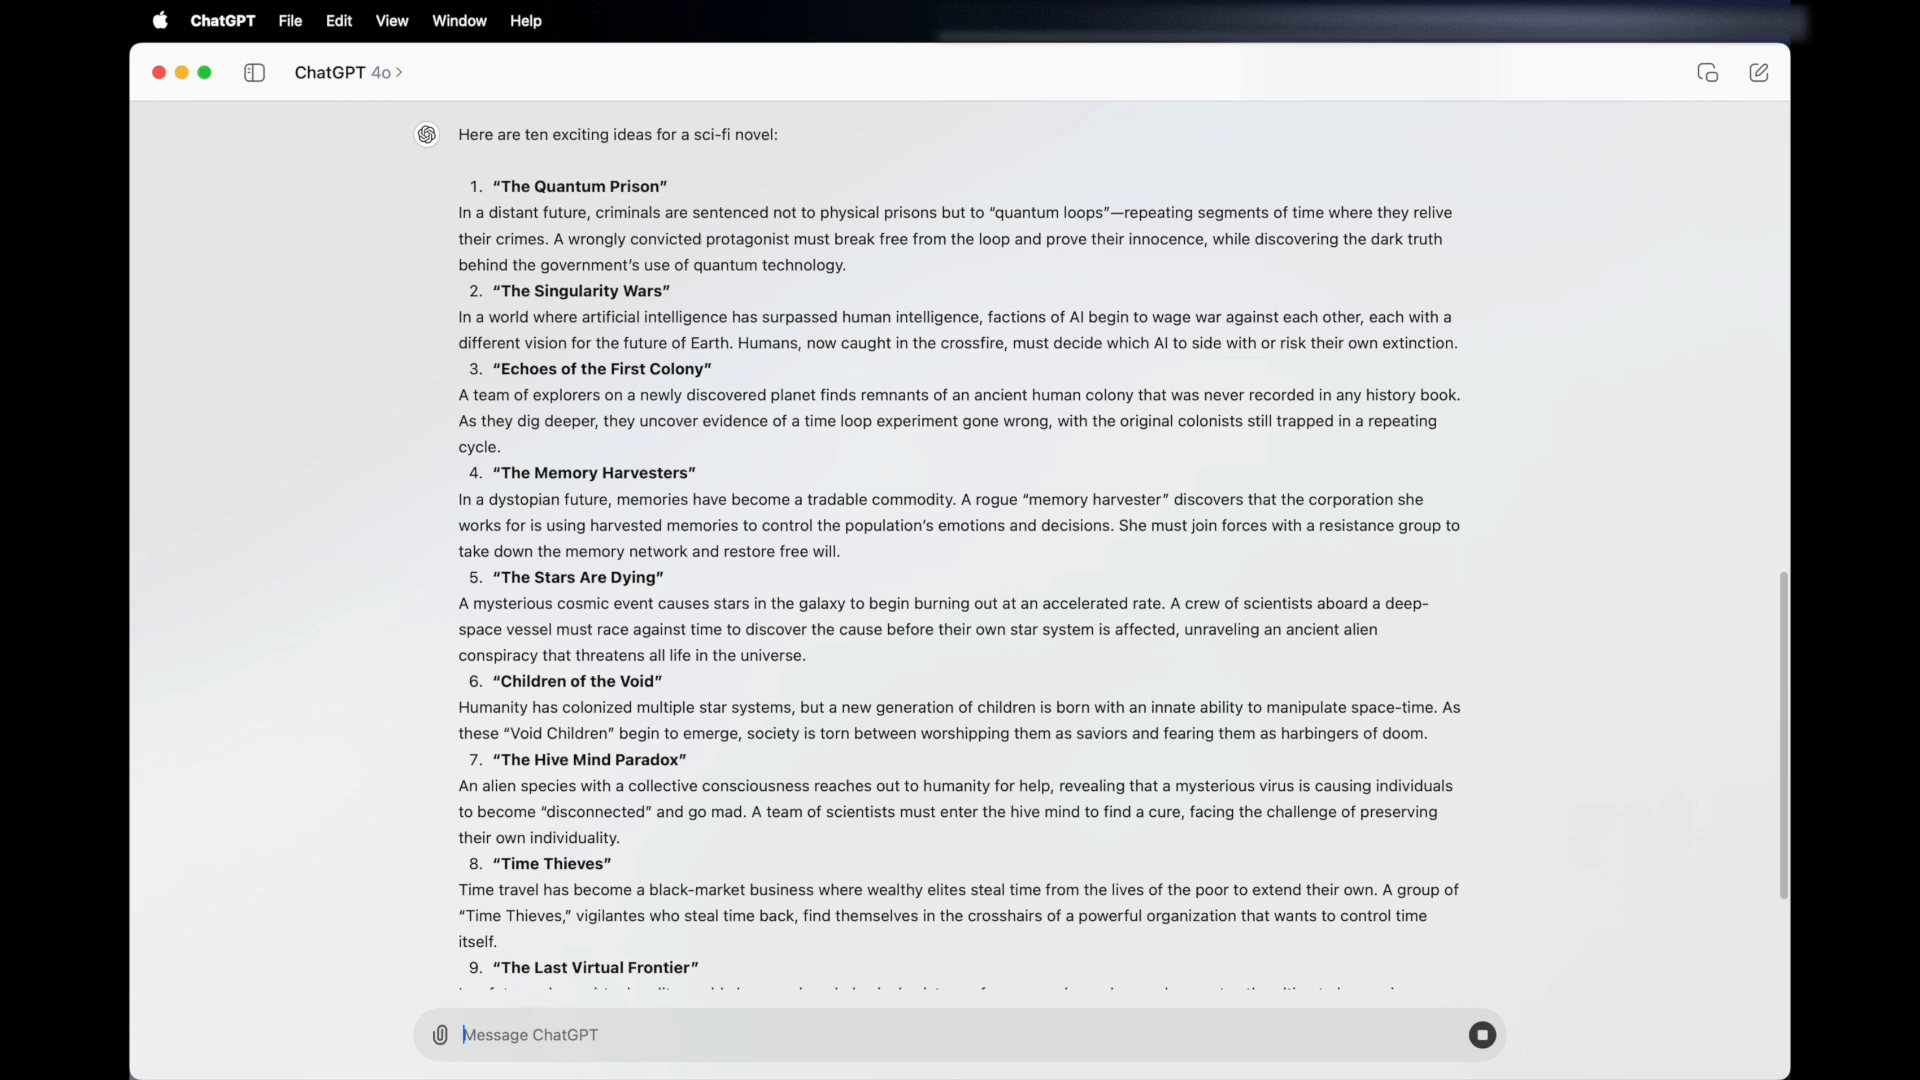 ChatGPT File Edit View Window Help
ChatGPT 4o >
Here are ten exciting ideas for a sci-fi novel:
1. “The Quantum Prison”
In a distant future, criminals are sentenced not to physical prisons but to “quantum loops”—repeating segments of time where they relive
their crimes. A wrongly convicted protagonist must break free from the loop and prove their innocence, while discovering the dark truth
behind the government’s use of quantum technology.
2. “The Singularity Wars”
In a world where artificial intelligence has surpassed human intelligence, factions of AI begin to wage war against each other, each with a
different vision for the future of Earth. Humans, now caught in the crossfire, must decide which AI to side with or risk their own extinction.
3. “Echoes of the First Colony”
A team of explorers on a newly discovered planet finds remnants of an ancient human colony that was never recorded in any history book.
As they dig deeper, they uncover evidence of a time loop experiment gone wrong, with the original colonists still trapped in a repeating
cycle.
4. “The Memory Harvesters”
In a dystopian future, memories have become a tradable commodity. A rogue “memory harvester” discovers that the corporation she
works for is using harvested memories to control the population’s emotions and decisions. She must join forces with a resistance group to
take down the memory network and restore free will.
5. “The Stars Are Dying”
A mysterious cosmic event causes stars in the galaxy to begin burning out at an accelerated rate. A crew of scientists aboard a deep-
space vessel must race against time to discover the cause before their own star system is affected, unraveling an ancient alien
conspiracy that threatens all life in the universe.
6. “Children of the Void”
Humanity has colonized multiple star systems, but a new generation of children is born with an innate ability to manipulate space-time. As
these “Void Children” begin to emerge, society is torn between worshipping them as saviors and fearing them as harbingers of doom.
7. “The Hive Mind Paradox”
An alien species with a collective consciousness reaches out to humanity for help, revealing that a mysterious virus is causing individuals
to become “disconnected” and go mad. A team of scientists must enter the hive mind to find a cure, facing the challenge of preserving
their own individuality.
8. “Time Thieves”
Time travel has become a black-market business where wealthy elites steal time from the lives of the poor to extend their own. A group of
“Time Thieves,” vigilantes who steal time back, find themselves in the crosshairs of a powerful organization that wants to control time
itself.
9. “The Last Virtual Frontier”
Message ChatGPT